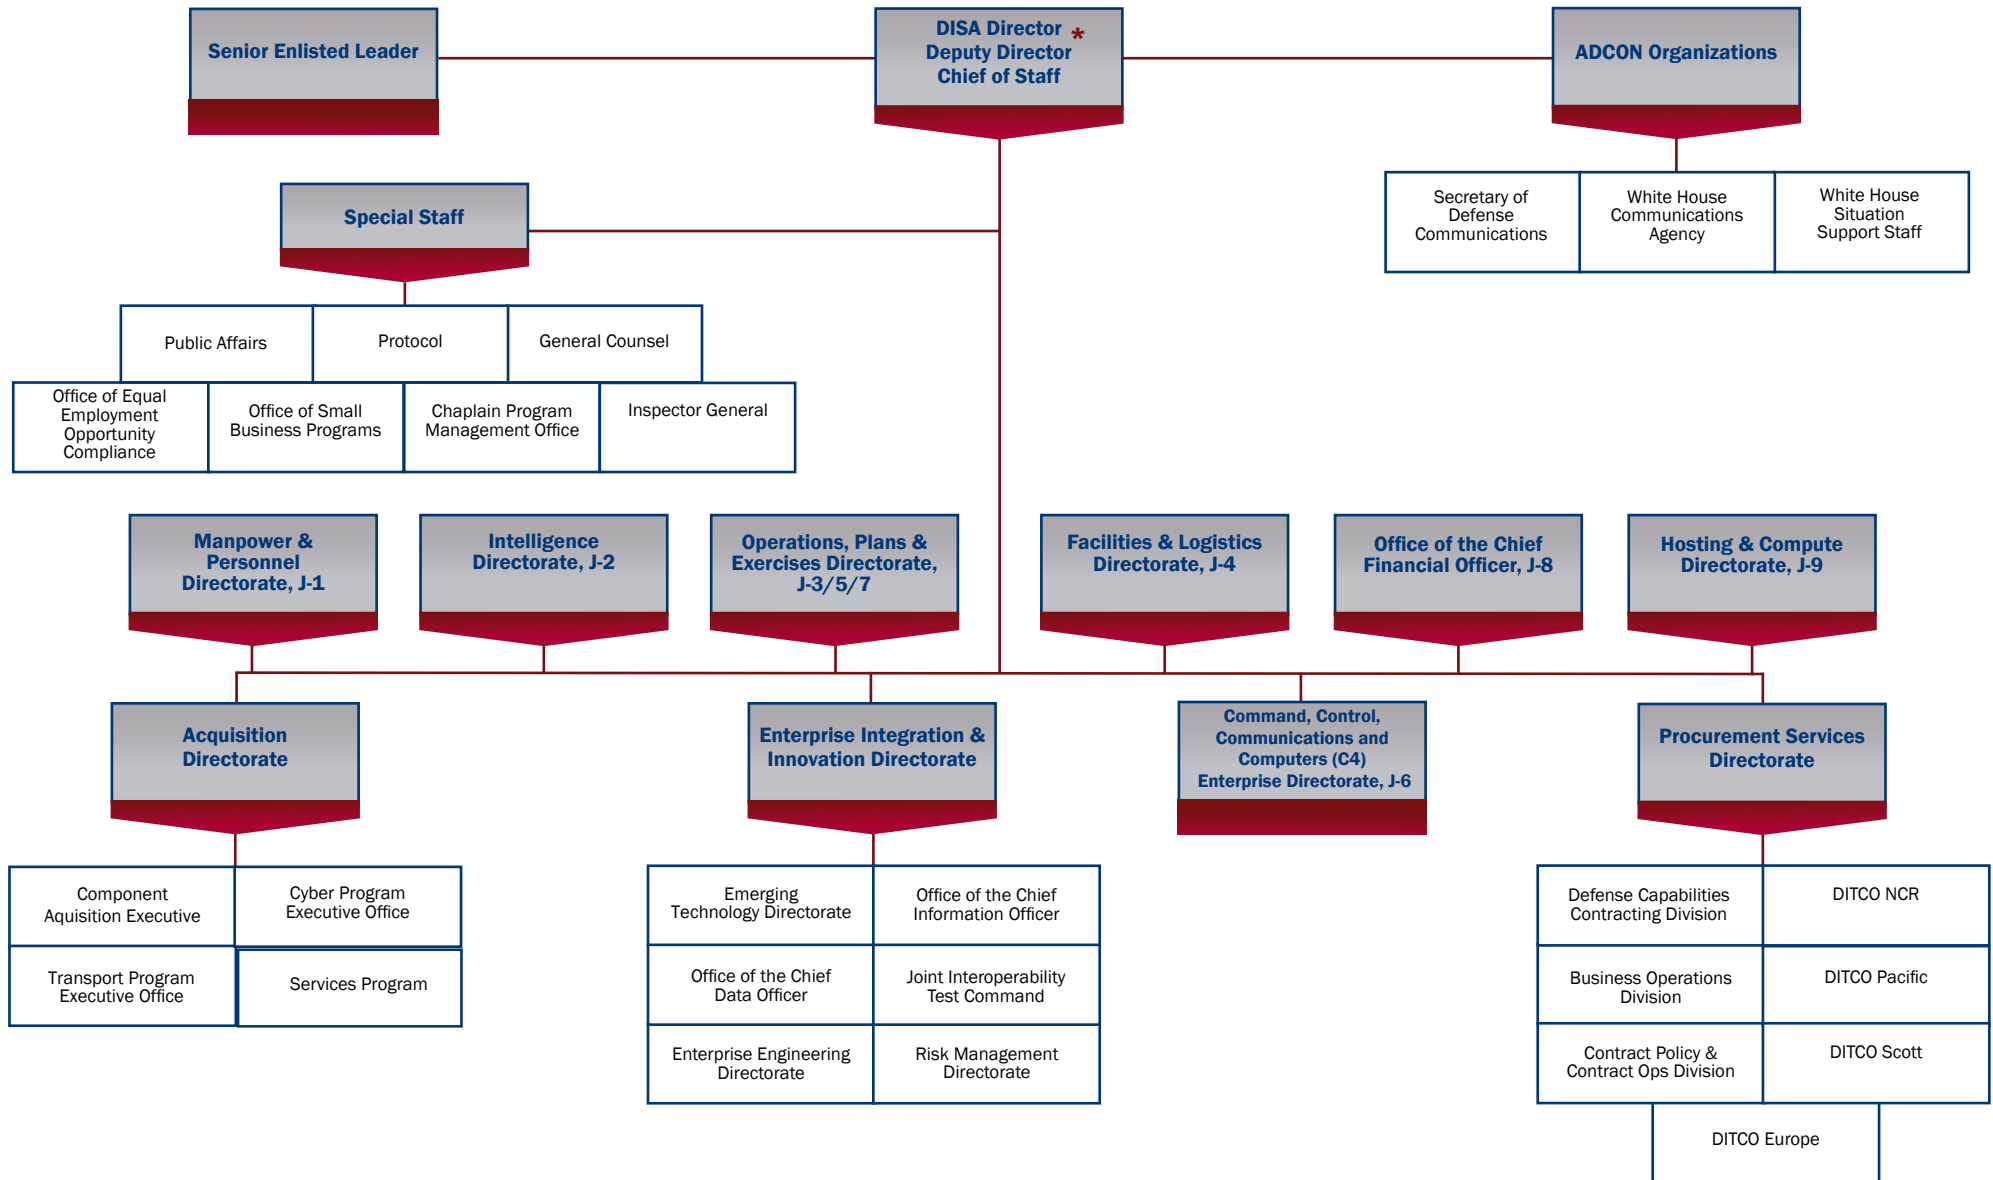 Senior Enlisted Leader
DISA Director *
Deputy Director
Chief of Staff
ADCON Organizations
Secretary of
Defense
Communications
White House
Communications
Agency
White House
Situation
Support Staff
Special Staff
Public Affairs
Protocol
General Counsel
Office of Equal
Employment
Opportunity
Compliance
Office of Small
Business Programs
Chaplain Program
Management Office
Inspector General
Manpower &
Personnel
Directorate, J-1
Intelligence
Directorate, J-2
Operations, Plans &
Exercises Directorate,
J-3/5/7
Facilities & Logistics
Directorate, J-4
Office of the Chief
Financial Officer, J-8
Hosting & Compute
Directorate, J-9
Acquisition
Directorate
Enterprise Integration &
Innovation Directorate
Command, Control,
Communications and
Computers (C4)
Enterprise Directorate, J-6
Procurement Services
Directorate
Component
Aquisition Executive
Cyber Program
Executive Office
Transport Program
Executive Office
Services Program
Emerging
Technology Directorate
Office of the Chief
Information Officer
Office of the Chief
Data Officer
Joint Interoperability
Test Command
Enterprise Engineering
Directorate
Risk Management
Directorate
Defense Capabilities
Contracting Division
DITCO NCR
Business Operations
Division
DITCO Pacific
Contract Policy &
Contract Ops Division
DITCO Scott
DITCO Europe